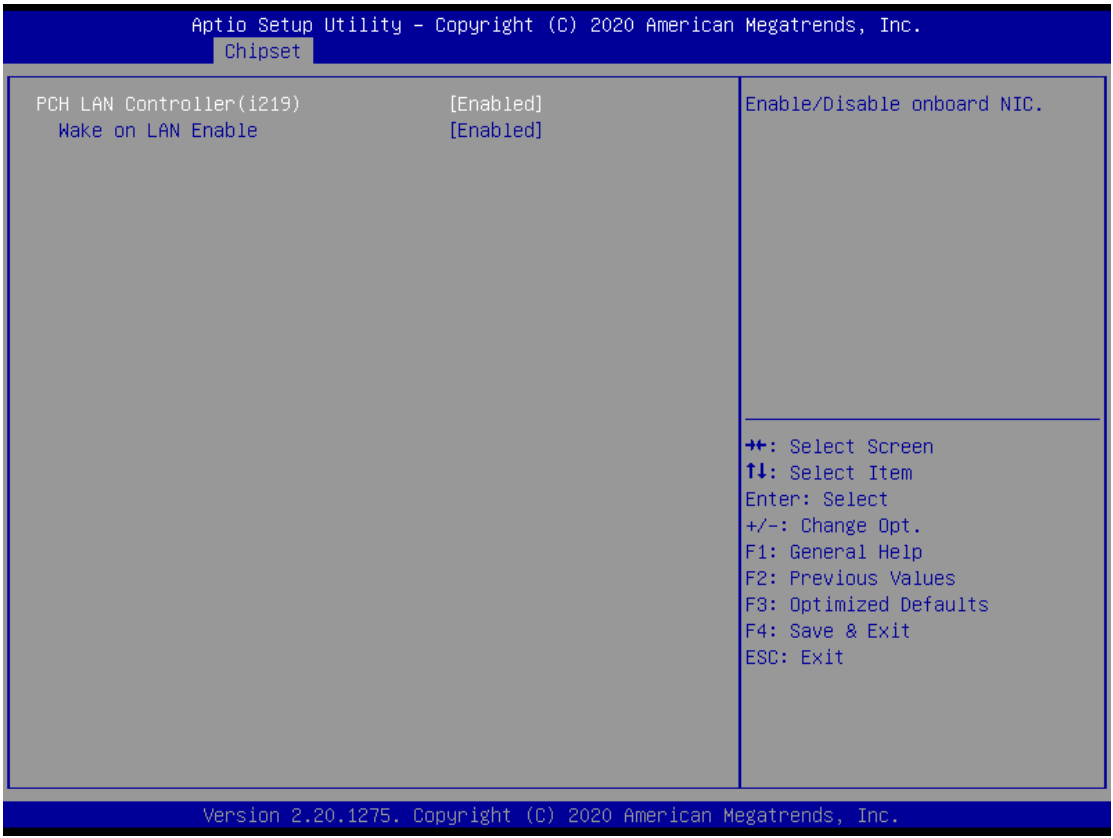 Aptio Setup Utility – Copyright (C) 2020 American Megatrends, Inc.
Chipset
PCH LAN Controller(i219) [Enabled]
Wake on LAN Enable [Enabled]
Enable/Disable onboard NIC.
→←: Select Screen
↑↓: Select Item
Enter: Select
+/-: Change Opt.
F1: General Help
F2: Previous Values
F3: Optimized Defaults
F4: Save & Exit
ESC: Exit
Version 2.20.1275. Copyright (C) 2020 American Megatrends, Inc.